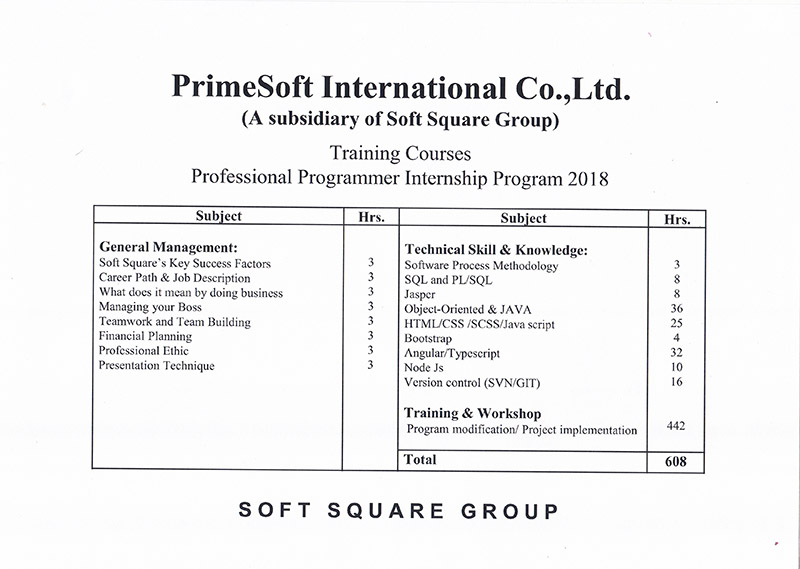 PrimeSoft International Co.,Ltd.
(A subsidiary of Soft Square Group)
Training Courses
Professional Programmer Internship Program 2018
Subject Hrs. Subject Hrs.
General Management: Technical Skill & Knowledge:
Soft Square's Key Success Factors 3 Software Process Methodology 3
Career Path & Job Description 3 SQL and PL/SQL 8
What does it mean by doing business 3 Jasper 8
Managing your Boss 3 Object-Oriented & JAVA 36
Teamwork and Team Building 3 HTML/CSS /SCSS/Java script 25
Financial Planning 3 Bootstrap 4
Professional Ethic 3 Angular/Typescript 32
Presentation Technique 3 Node Js 10
Version control (SVN/GIT) 16
Training & Workshop
Program modification/ Project implementation 442
Total 608
SOFT SQUARE GROUP